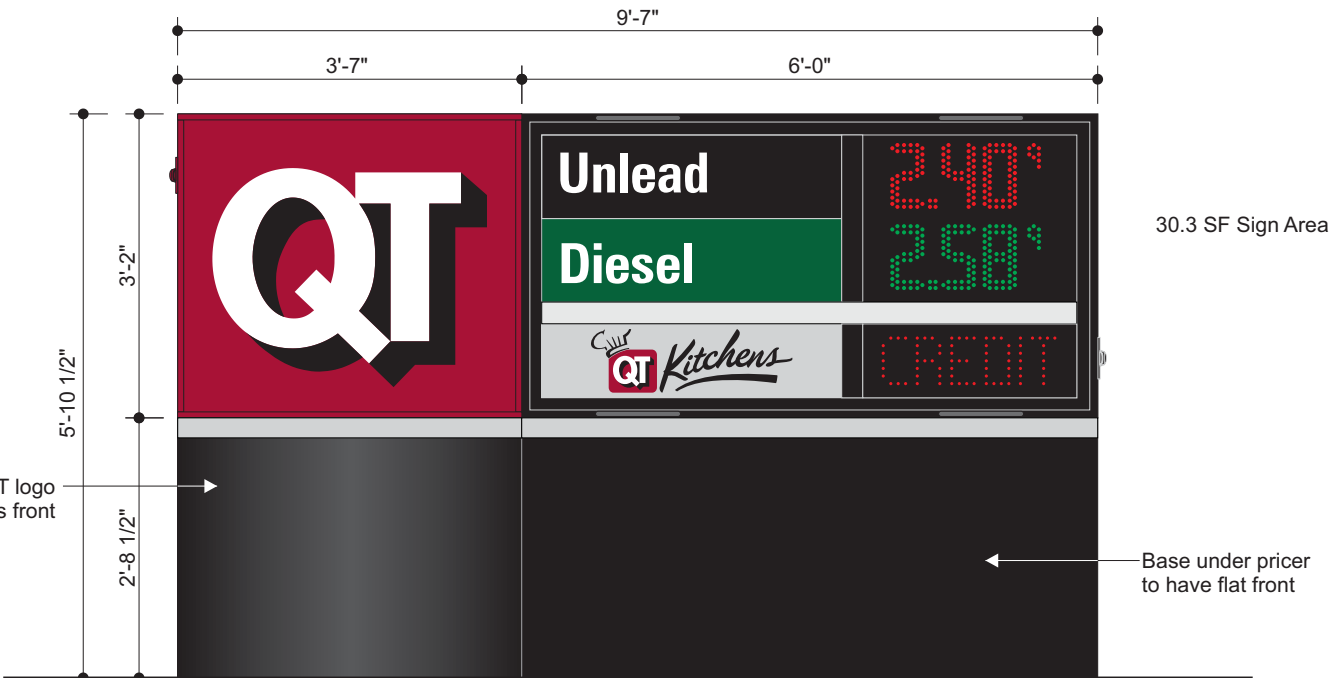 9'-7"
3'-7"
6'-0"
5'-10 1/2"
3'-2"
2'-8 1/2"
QT
Unlead
2.40⁹
Diesel
2.58⁹
QT Kitchens
CREDIT
30.3 SF Sign Area
T logo
s front
Base under pricer
to have flat front